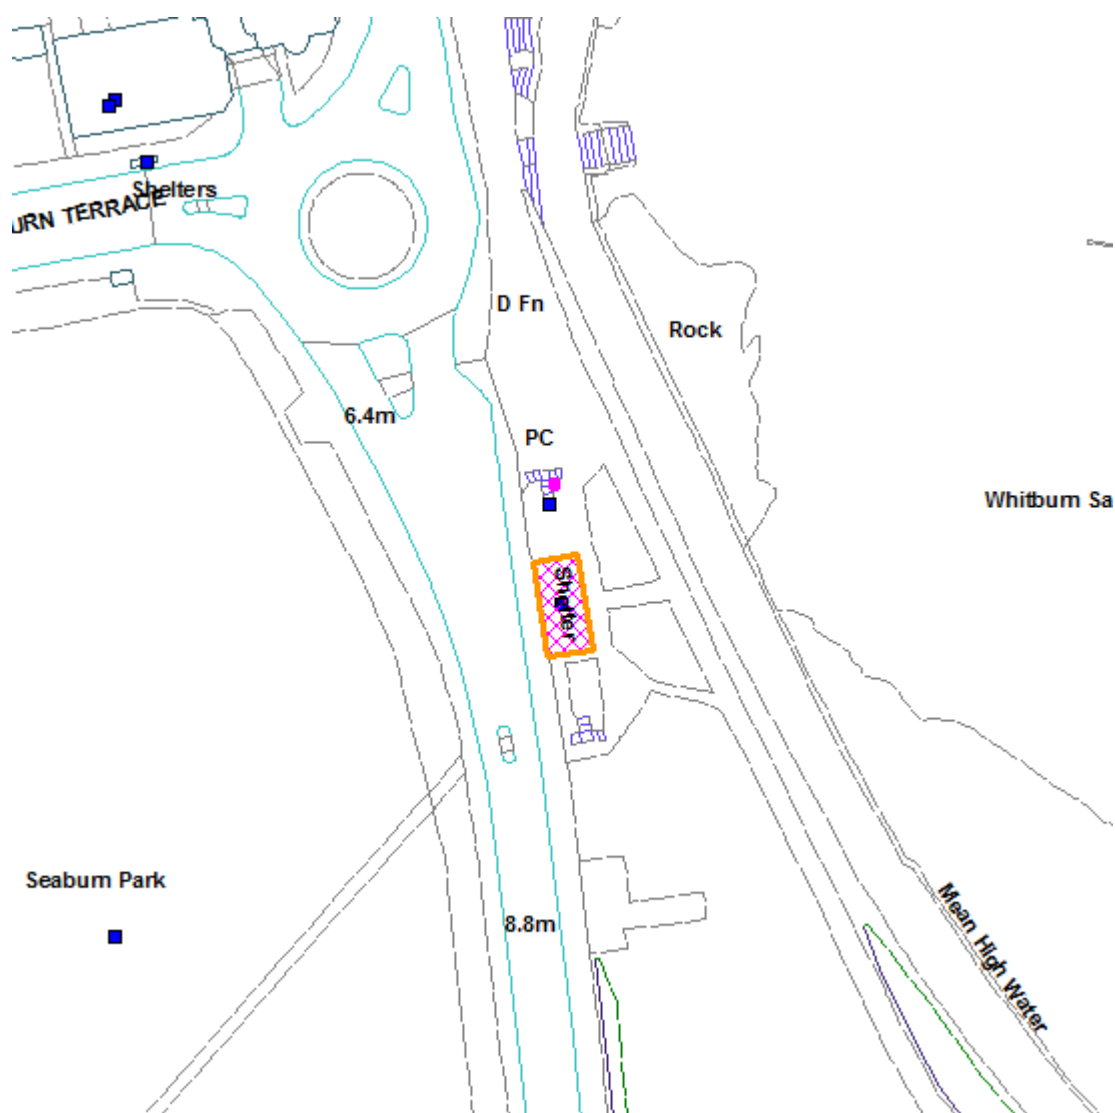 Shelters
URN TERRACE
D Fn
Rock
6.4m
PC
Whitburn Sa
Shelter
Seaburn Park
8.8m
Mean High Water